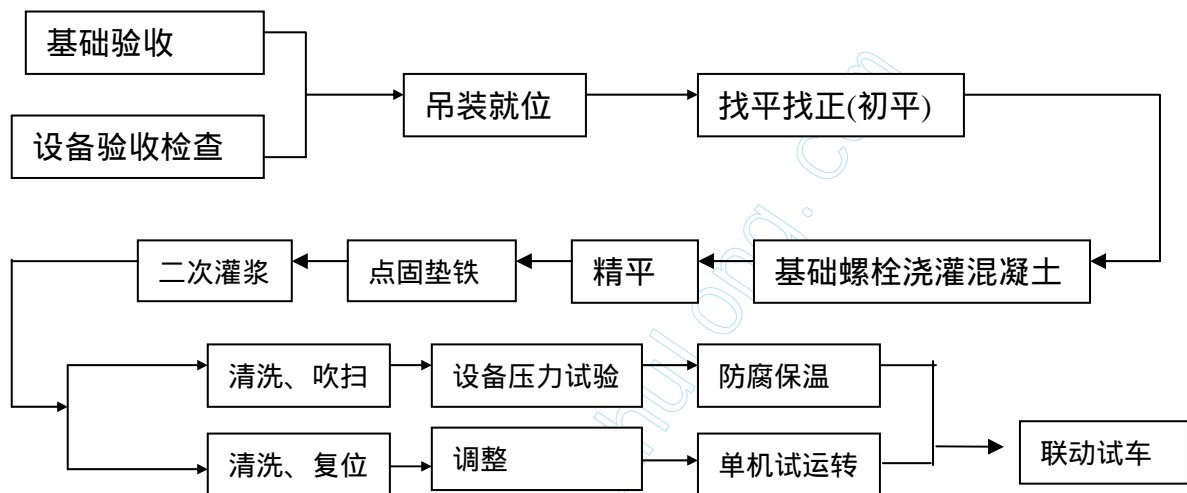 基础验收
设备验收检查
吊装就位
找平找正(初平)
二次灌浆
点固垫铁
精平
基础螺栓浇灌混凝土
清洗、吹扫
设备压力试验
防腐保温
清洗、复位
调整
单机试运转
联动试车
hulong.com